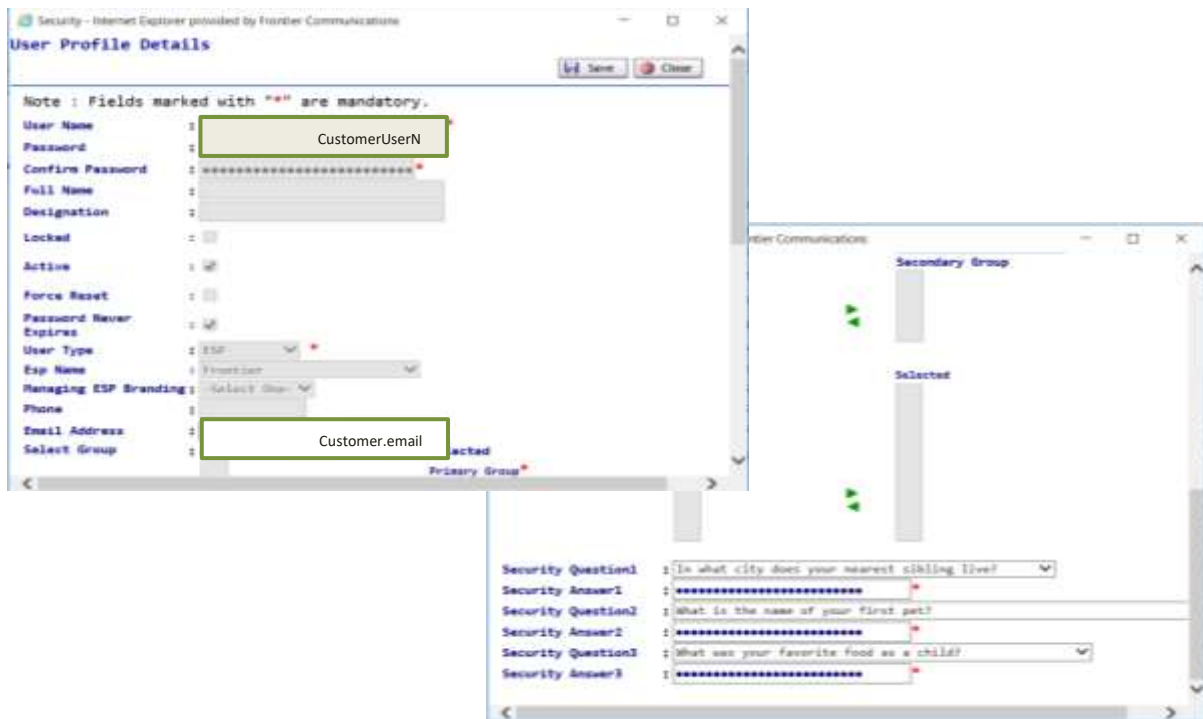 Security - Internet Explorer provided by Frontier Communications
User Profile Details
Save Close
Note : Fields marked with "*" are mandatory.
User Name : CustomerUserN *
Password :
Confirm Password : ************************* *
Full Name :
Designation :
Locked :
Active :
Force Reset :
Password Never
Expires :
User Type : ESP *
Esp Name : Frontier
Managing ESP Branding : -Select One-
Phone :
Email Address : Customer.email
Select Group :
Selected
Primary Group*
ntier Communications
Secondary Group
Selected
Security Question1 : In what city does your nearest sibling live?
Security Answer1 : ************************* *
Security Question2 : What is the name of your first pet?
Security Answer2 : ************************* *
Security Question3 : What was your favorite food as a child?
Security Answer3 : ************************* *